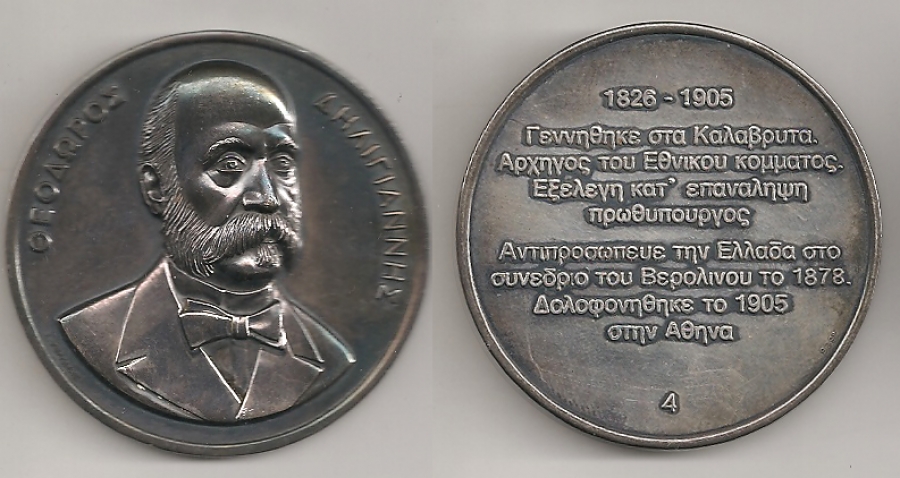 ΘΕΟΔΩΡΟΣ ΔΗΛΙΓΙΑΝΝΗΣ
1826 - 1905
Γεννηθηκε στα Καλαβρυτα.
Αρχηγος του Εθνικου κομματος.
Εξελεγη κατ' επαναληψη
πρωθυπουργος
Αντιπροσωπευε την Ελλαδα στο
συνεδριο του Βερολινου το 1878.
Δολοφονηθηκε το 1905
στην Αθηνα
4